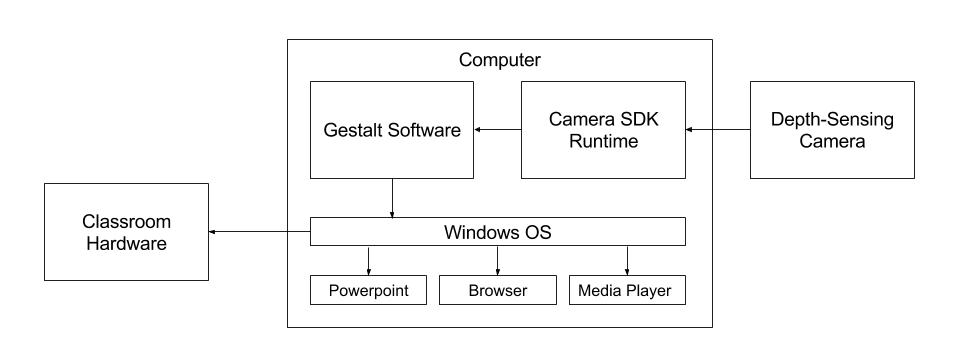 Computer
Gestalt Software
Camera SDK
Runtime
Depth-Sensing
Camera
Classroom
Hardware
Windows OS
Powerpoint
Browser
Media Player